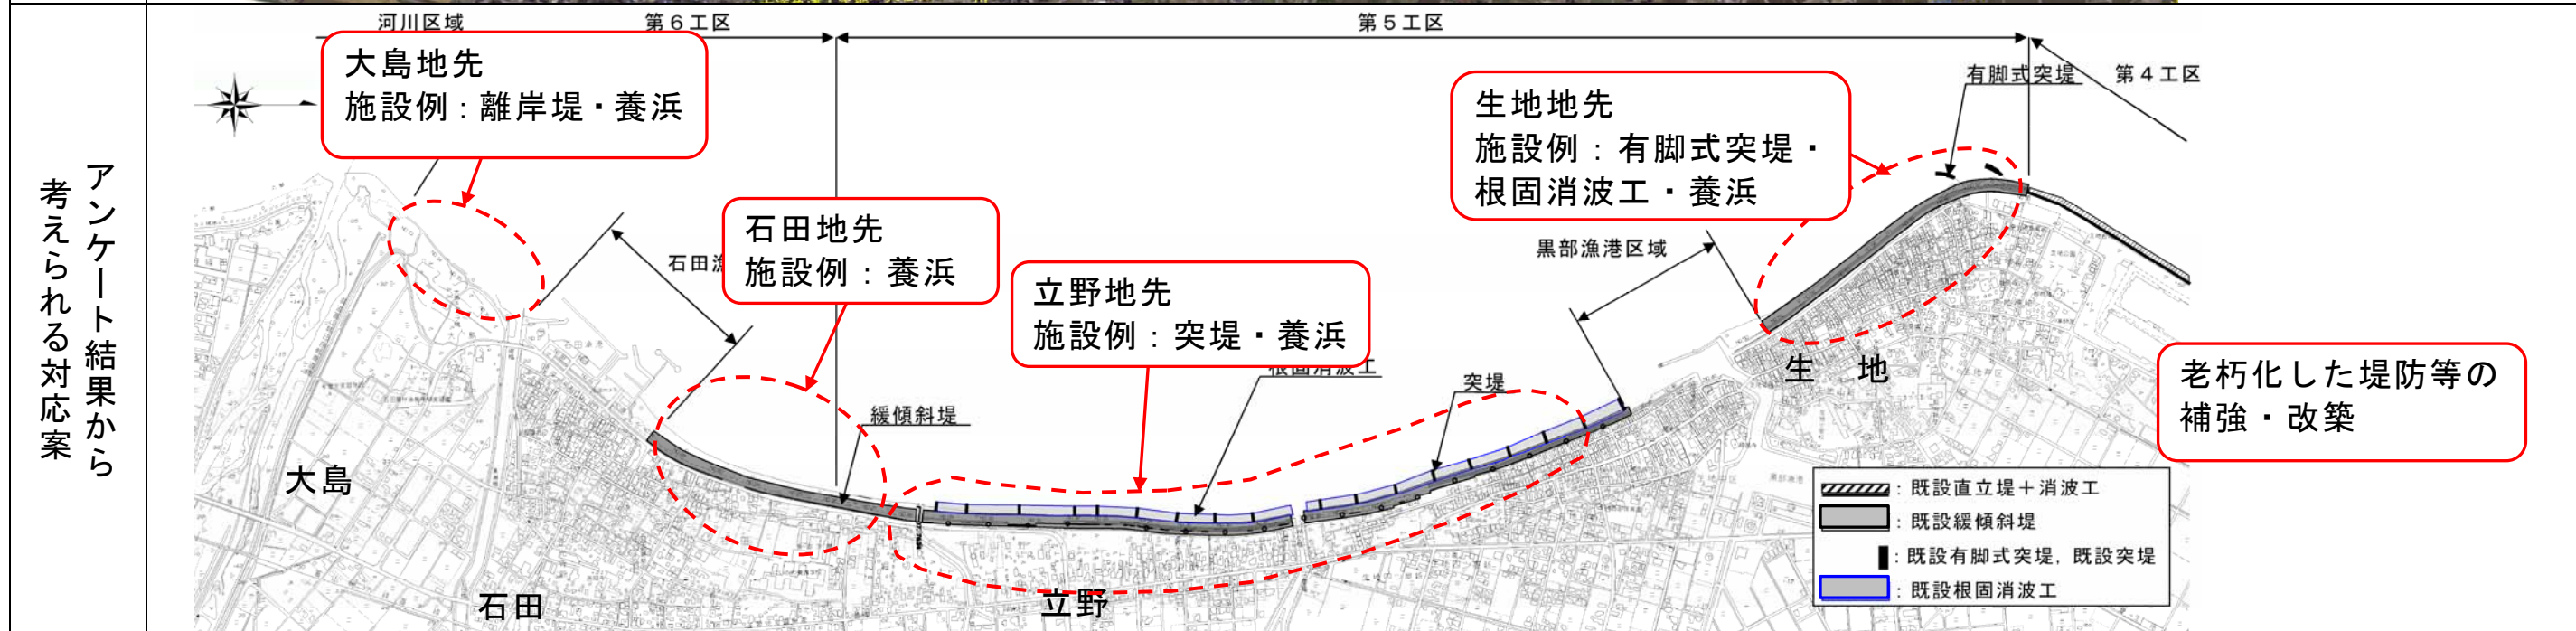 アンケート結果から
考えられる対応案
河川区域
第６工区
第５工区
第４工区
大島地先
施設例：離岸堤・養浜
石田地先
施設例：養浜
立野地先
施設例：突堤・養浜
生地地先
施設例：有脚式突堤・
根固消波工・養浜
有脚式突堤
黒部漁港区域
石田漁
緩傾斜堤
根固消波工
突堤
老朽化した堤防等の
補強・改築
大島
石田
立野
生 地
：既設直立堤＋消波工
：既設緩傾斜堤
：既設有脚式突堤，既設突堤
：既設根固消波工